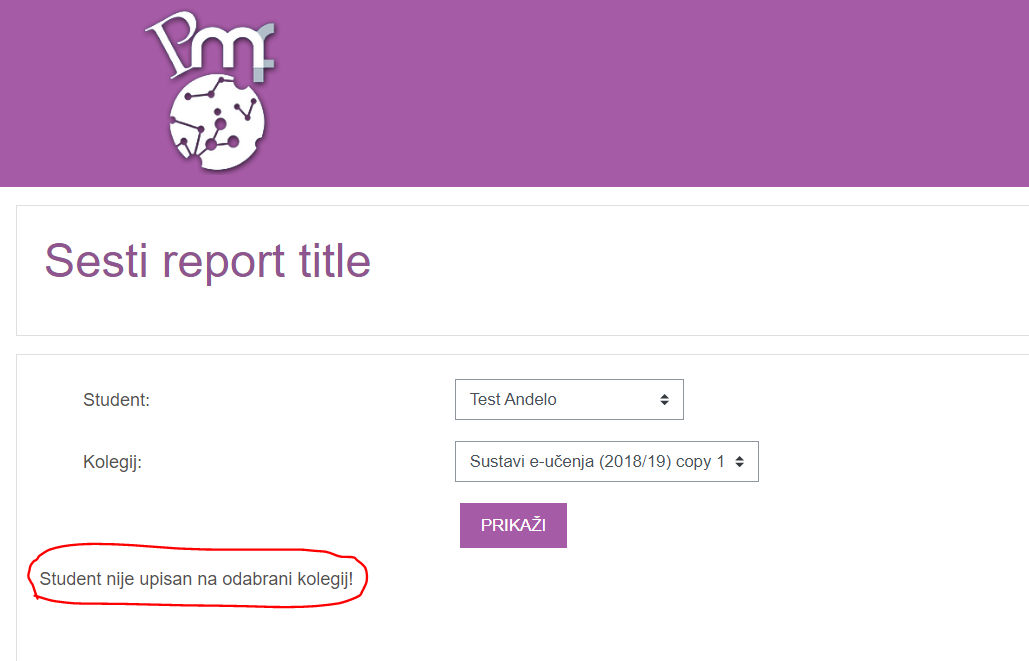 Pmf
Sesti report title
Student:
Test Anđelo
Kolegij:
Sustavi e-učenja (2018/19) copy 1
PRIKAŽI
Student nije upisan na odabrani kolegij!